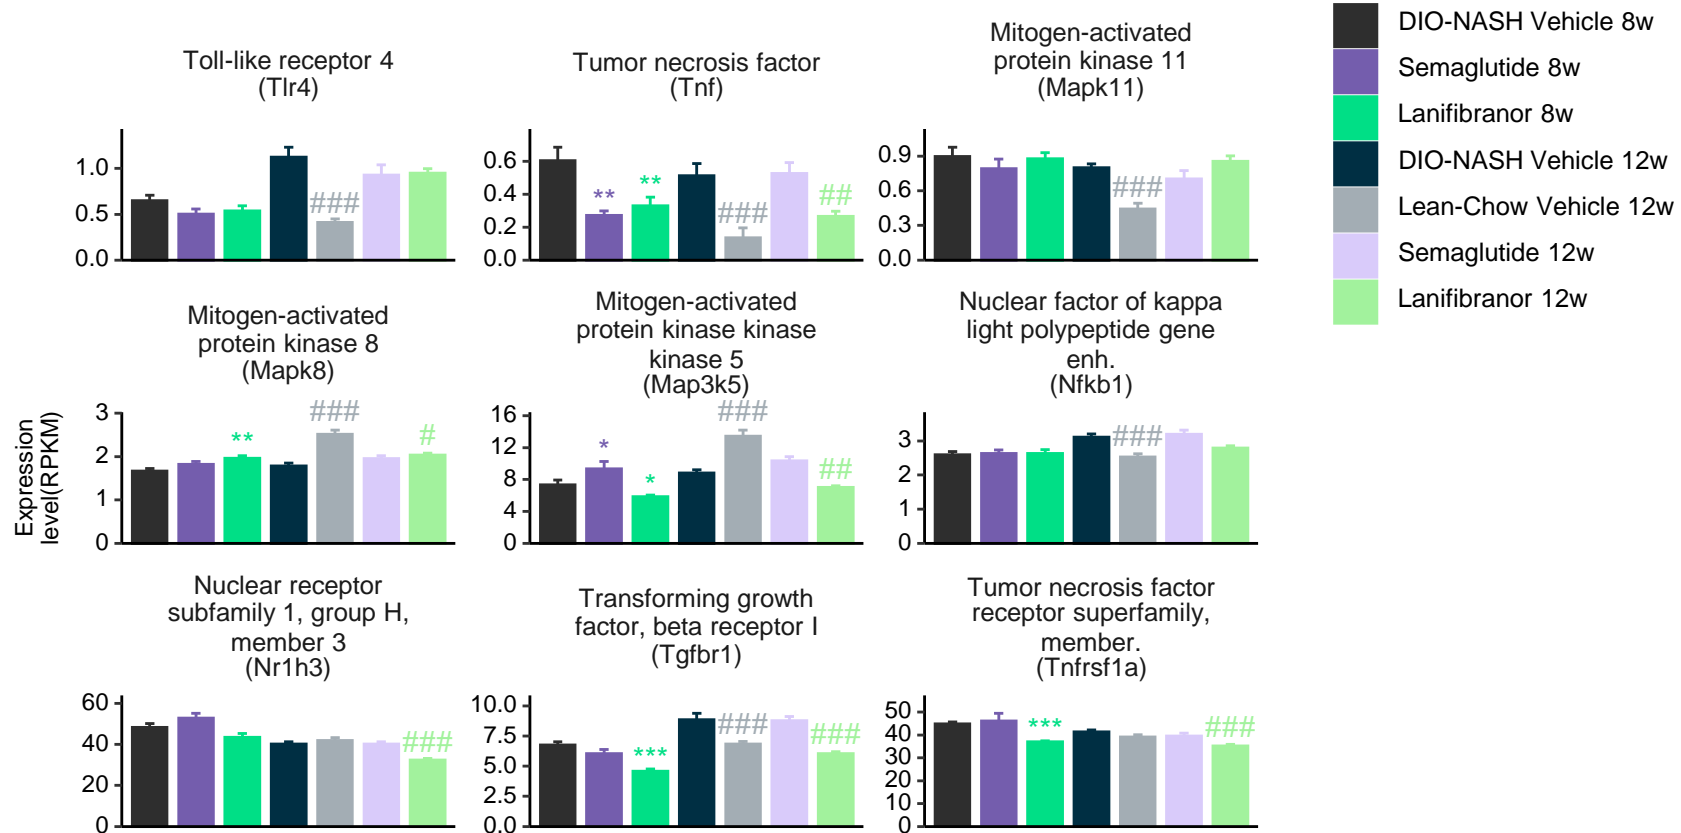 DIO-NASH Vehicle 8w
Semaglutide 8w
Lanifibranor 8w
DIO-NASH Vehicle 12w
Lean-Chow Vehicle 12w
Semaglutide 12w
Lanifibranor 12w
Toll-like receptor 4
(Tlr4)
1.0
0.5
0.0
###
Tumor necrosis factor
(Tnf)
0.6
0.4
0.2
0.0
**
**
###
##
Mitogen-activated
protein kinase 11
(Mapk11)
0.9
0.6
0.3
0.0
###
Expression
level(RPKM)
Mitogen-activated
protein kinase 8
(Mapk8)
3
2
1
0
**
###
#
Mitogen-activated
protein kinase kinase
kinase 5
(Map3k5)
16
12
8
4
0
*
*
###
##
Nuclear factor of kappa
light polypeptide gene
enh.
(Nfkb1)
3
2
1
0
###
Nuclear receptor
subfamily 1, group H,
member 3
(Nr1h3)
60
40
20
0
###
Transforming growth
factor, beta receptor I
(Tgfbr1)
10.0
7.5
5.0
2.5
0.0
***
###
###
Tumor necrosis factor
receptor superfamily,
member.
(Tnfrsf1a)
50
40
30
20
10
0
***
###